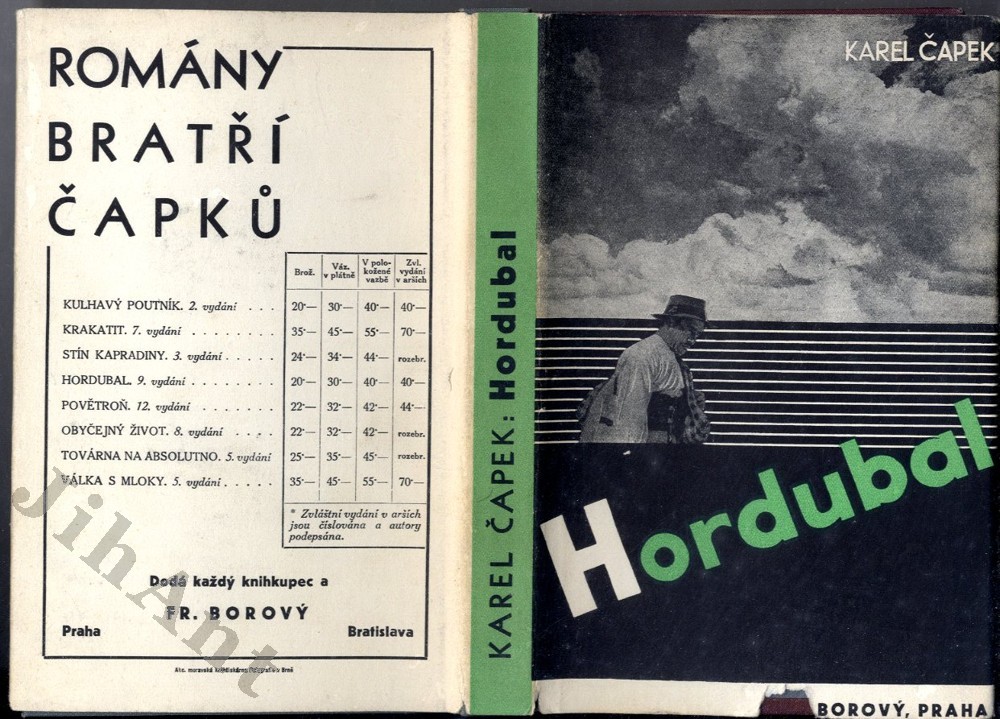 ROMÁNY
BRATŘÍ
ČAPKŮ
Brož. Váz. v plátně V polo-kožené vazbě Zvl. vydání v arších
KULHAVÝ POUTNÍK. 2. vydání . . . 20·— 30·— 40·— 40·—
KRAKATIT. 7. vydání . . . . . . . . 35·— 45·— 55·— 70·—
STÍN KAPRADINY. 3. vydání . . . . . 24·— 34·— 44·— rozebr.
HORDUBAL. 9. vydání . . . . . . . . 20·— 30·— 40·— 40·—
POVĚTROŇ. 12. vydání . . . . . . . 22·— 32·— 42·— 44·—
OBYČEJNÝ ŽIVOT. 8. vydání . . . . 22·— 32·— 42·— rozebr.
TOVÁRNA NA ABSOLUTNO. 5. vydání 25·— 35·— 45·— rozebr.
VÁLKA S MLOKY. 5. vydání . . . . . 35·— 45·— 55·— 70·—
* Zvláštní vydání v arších
jsou číslována a autory
podepsána.
Dodá každý knihkupec a
FR. BOROVÝ
Praha Bratislava
Akc. moravská v Brně
JihAnt
KAREL ČAPEK: Hordubal
KAREL ČAPEK
Hordubal
BOROVÝ, PRAHA